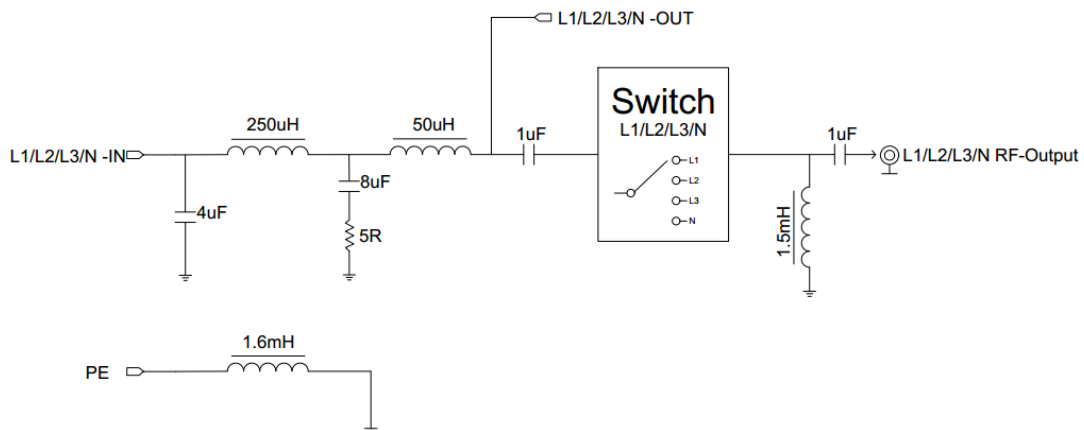 L1/L2/L3/N -OUT
Switch
L1/L2/L3/N
250uH
50uH
1uF
1uF
L1/L2/L3/N -IN
L1
L2
L3
N
L1/L2/L3/N RF-Output
8uF
4uF
5R
1.5mH
1.6mH
PE